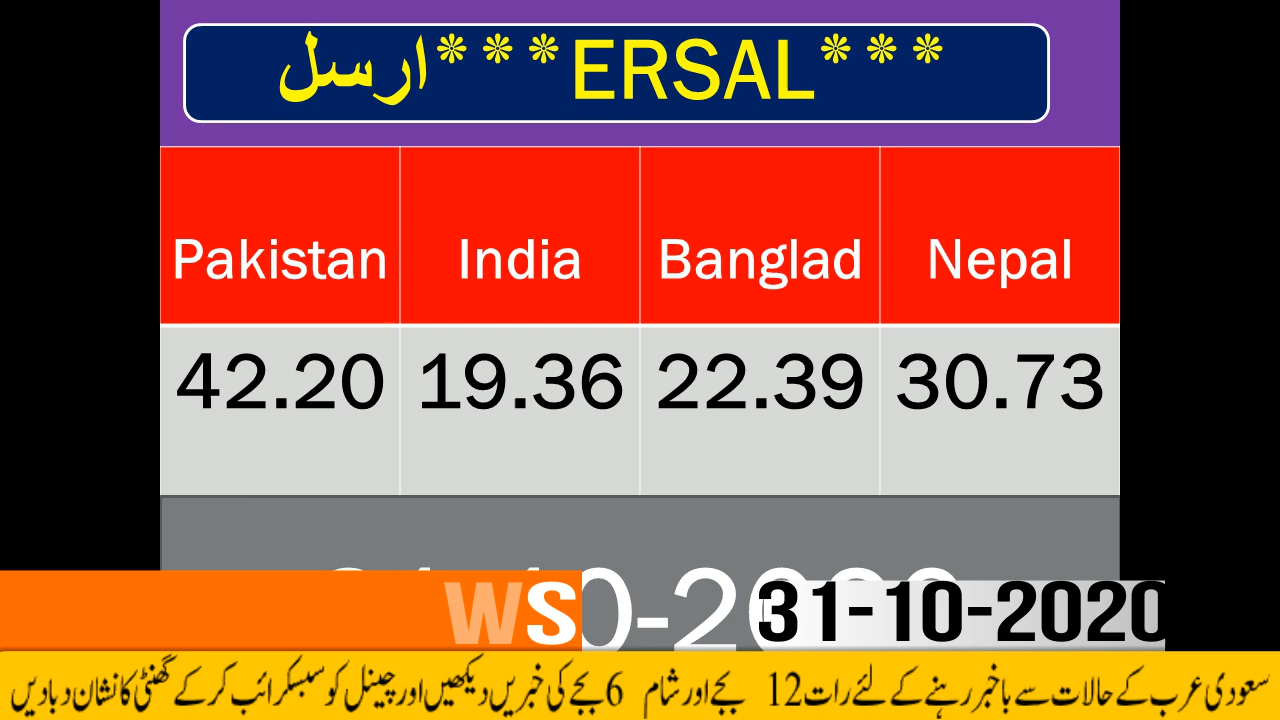 ارسل***ERSAL***
Pakistan India Banglad Nepal
42.20 19.36 22.39 30.73
WS 31-10-2020
سعودی عرب کے حالات سے باخبر رہنے کے لئے رات 12 بجے اور شام 6 بجے کی خبریں دیکھیں اور چینل کو سبسکرائب کر کے گھنٹی کا نشان دبا دیں